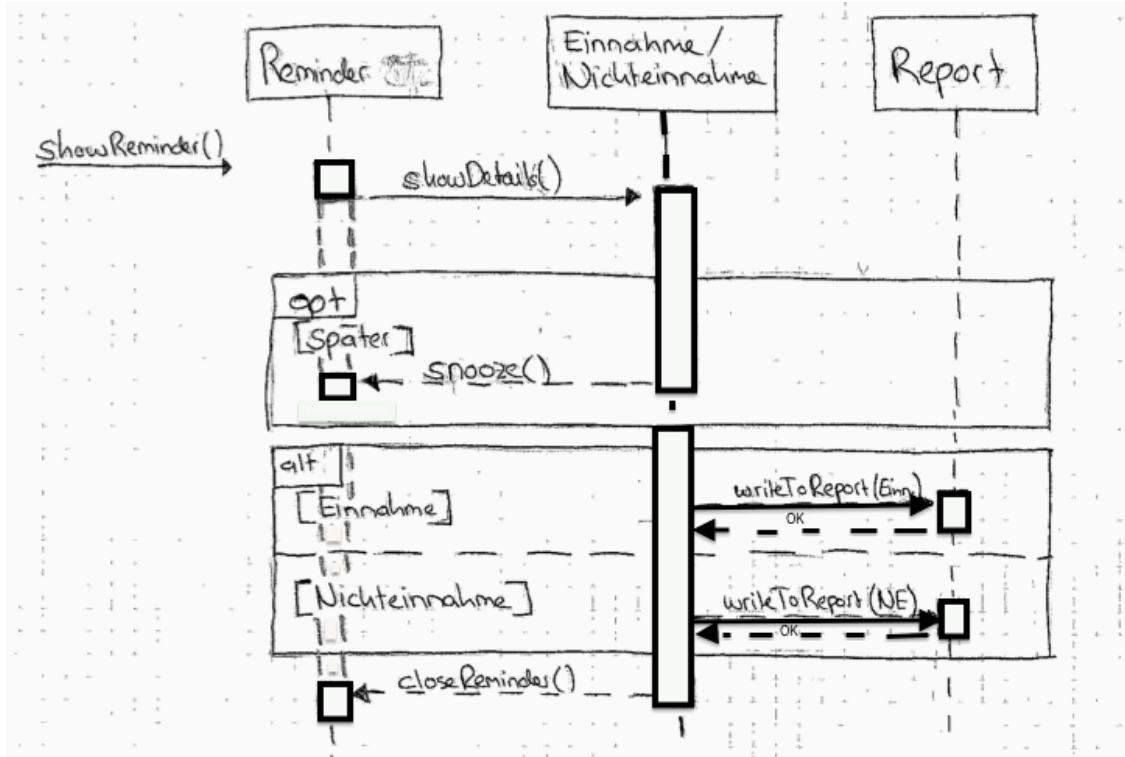 Reminder
Einnahme/
Nichteinnahme
Report
showReminder()
showDetails()
opt
[Später]
snooze()
alt
[Einnahme]
writeToReport(Einn.)
OK
[Nichteinnahme]
writeToReport(NE)
OK
closeReminder()